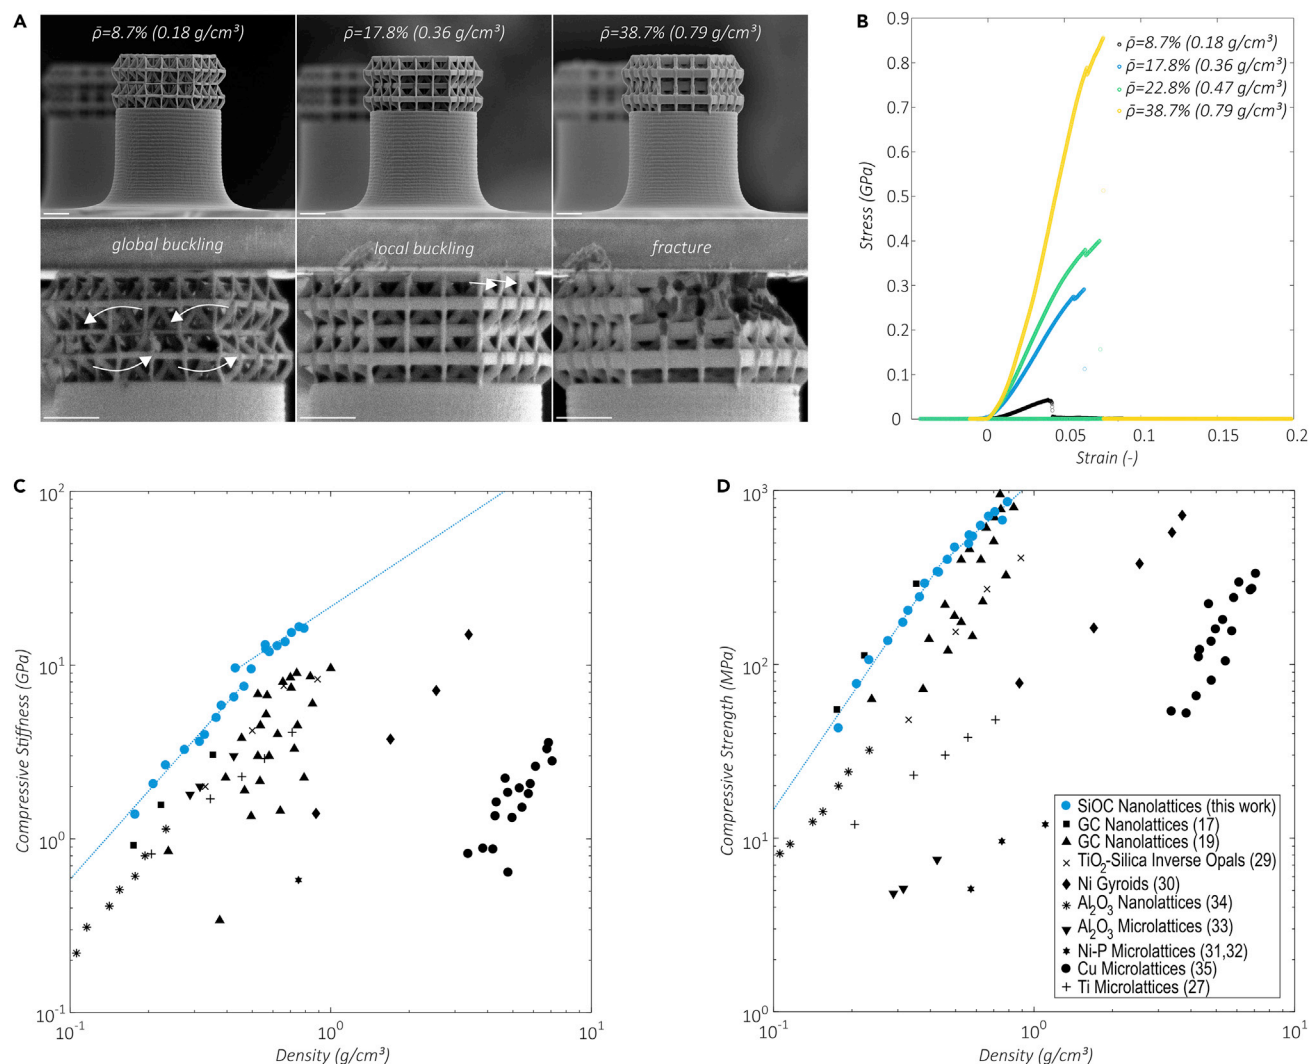 A
ρ̄=8.7% (0.18 g/cm³)
ρ̄=17.8% (0.36 g/cm³)
ρ̄=38.7% (0.79 g/cm³)
global buckling
local buckling
fracture
B
0.9
0.8
0.7
0.6
0.5
0.4
0.3
0.2
0.1
0
Stress (GPa)
ρ̄=8.7% (0.18 g/cm³)
ρ̄=17.8% (0.36 g/cm³)
ρ̄=22.8% (0.47 g/cm³)
ρ̄=38.7% (0.79 g/cm³)
0
0.05
0.1
0.15
0.2
Strain (-)
C
10²
10¹
10⁰
10⁻¹
Compressive Stiffness (GPa)
10⁻¹
10⁰
10¹
Density (g/cm³)
D
10³
10²
10¹
10⁰
Compressive Strength (MPa)
SiOC Nanolattices (this work)
GC Nanolattices (17)
GC Nanolattices (19)
TiO₂-Silica Inverse Opals (29)
Ni Gyroids (30)
Al₂O₃ Nanolattices (34)
Al₂O₃ Microlattices (33)
Ni-P Microlattices (31,32)
Cu Microlattices (35)
Ti Microlattices (27)
10⁻¹
10⁰
10¹
Density (g/cm³)